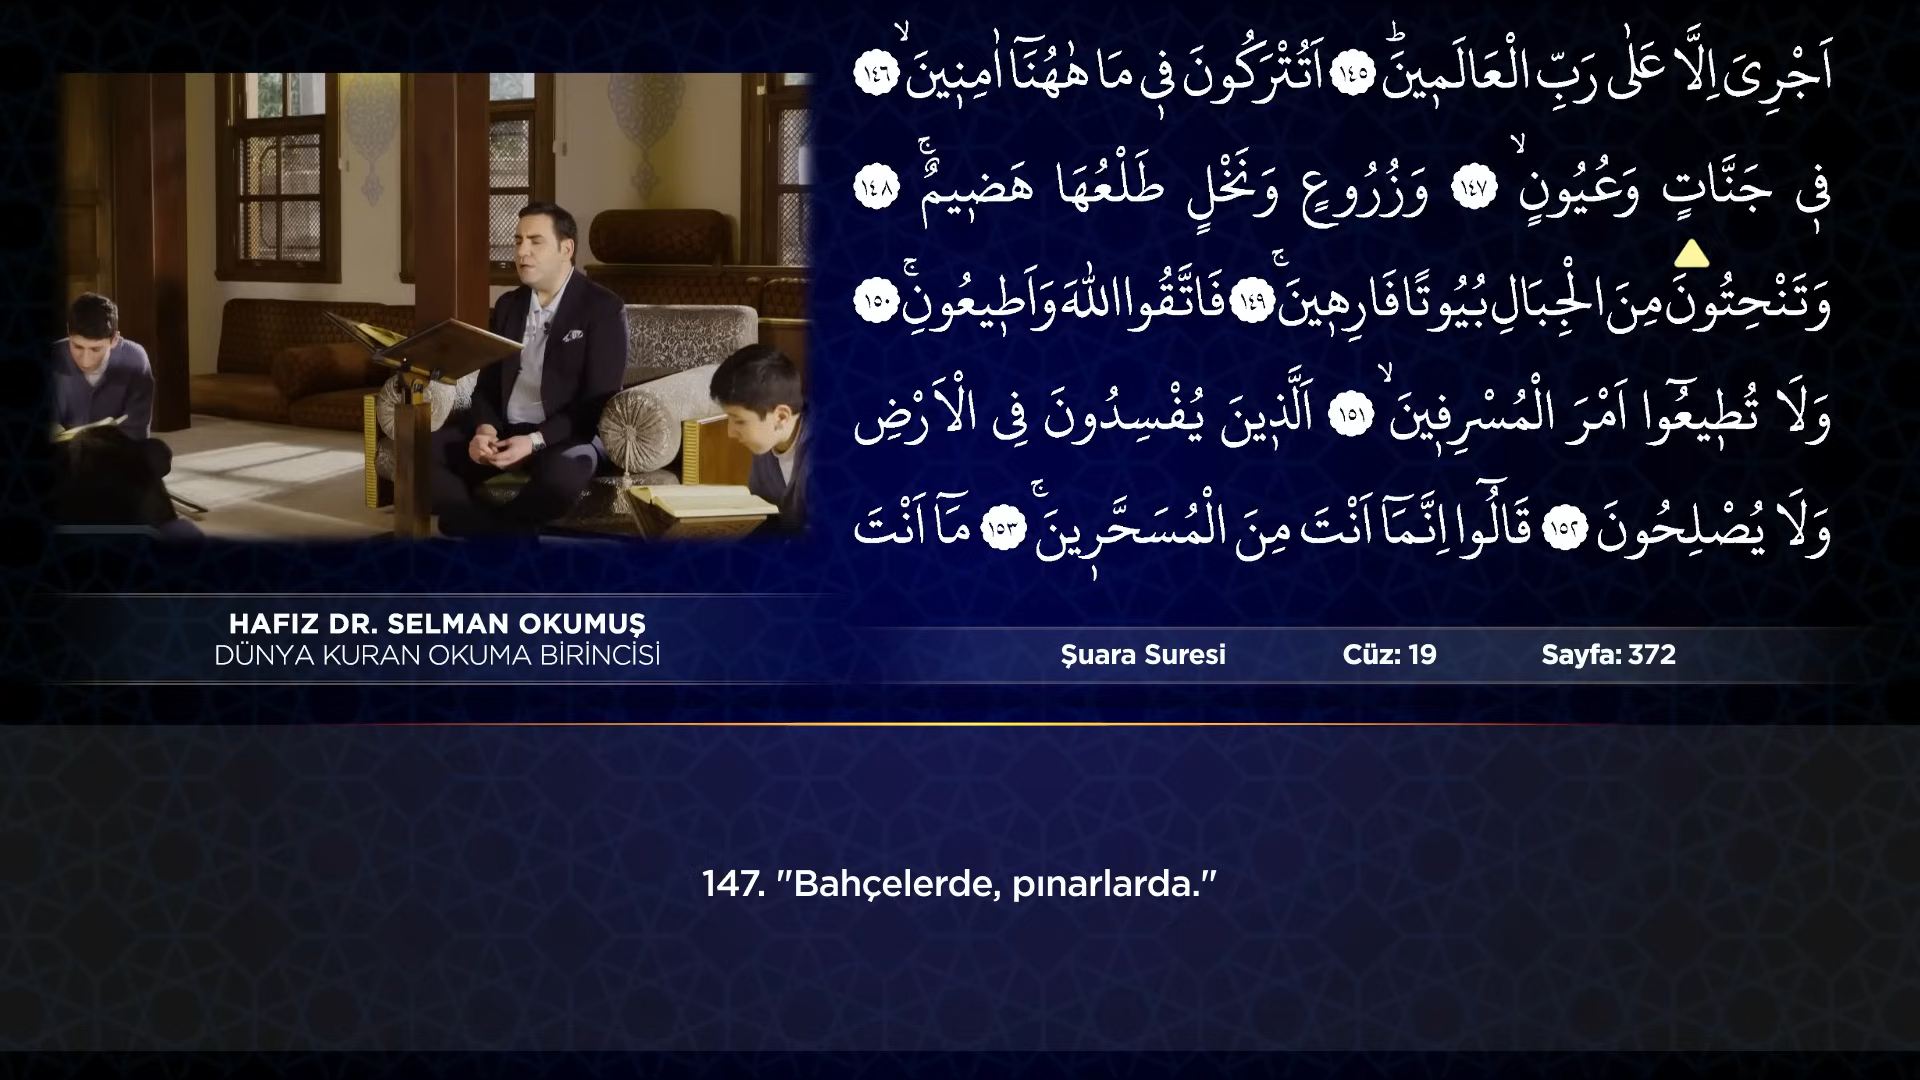 اَجْرِىَ اِلَّا عَلٰى رَبِّ الْعَالَم۪ينَۜ ﴿١٤٥﴾ اَتُتْرَكُونَ ف۪ي مَا هٰهُنَٓا اٰمِن۪ينَۙ ﴿١٤٦﴾
ف۪ي جَنَّاتٍ وَعُيُونٍۙ ﴿١٤٧﴾ وَزُرُوعٍ وَنَخْلٍ طَلْعُهَا هَض۪يمٌۚ ﴿١٤٨﴾
وَتَنْحِتُونَ مِنَ الْجِبَالِ بُيُوتًا فَارِه۪ينَۚ ﴿١٤٩﴾ فَاتَّقُوا اللّٰهَ وَاَط۪يعُونِۚ ﴿١٥٠﴾
وَلَا تُط۪يعُٓوا اَمْرَ الْمُسْرِف۪ينَۙ ﴿١٥١﴾ اَلَّذ۪ينَ يُفْسِدُونَ فِى الْاَرْضِ
وَلَا يُصْلِحُونَ ﴿١٥٢﴾ قَالُٓوا اِنَّمَٓا اَنْتَ مِنَ الْمُسَحَّر۪ينَۚ ﴿١٥٣﴾ مَٓا اَنْتَ
HAFIZ DR. SELMAN OKUMUŞ
DÜNYA KURAN OKUMA BİRİNCİSİ
Şuara Suresi Cüz: 19 Sayfa: 372
147. "Bahçelerde, pınarlarda."